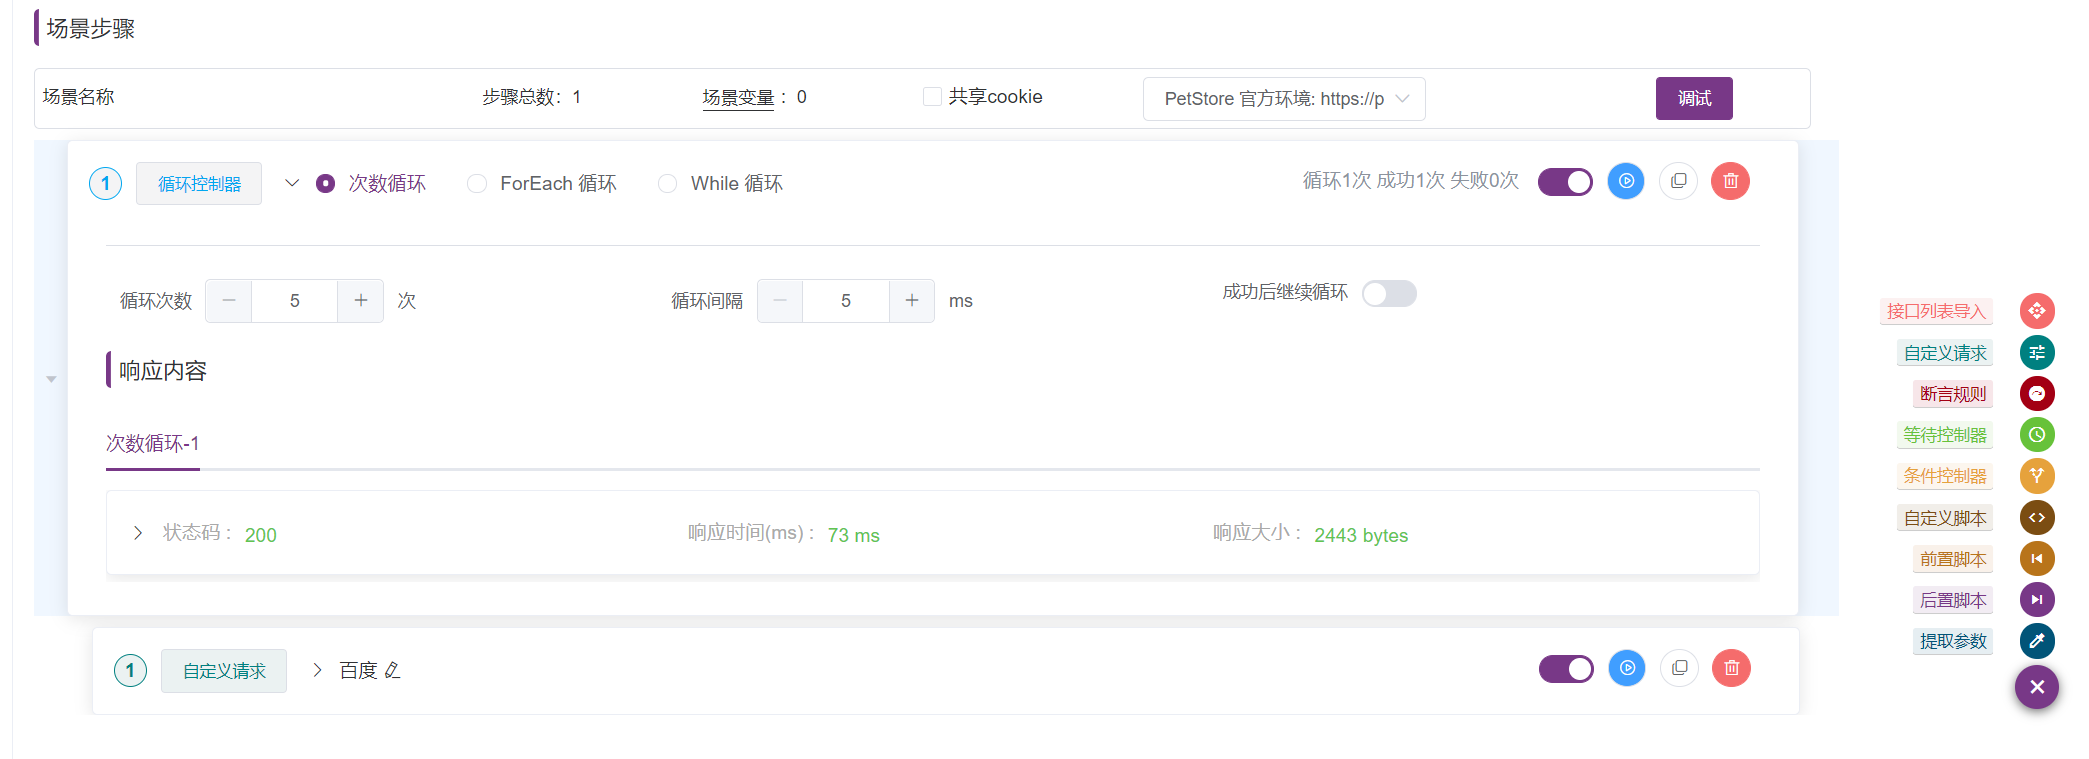 场景步骤
场景名称 步骤总数：1 场景变量 ：0 共享cookie PetStore 官方环境: https://p 调试
1 循环控制器 次数循环 ForEach 循环 While 循环 循环1次 成功1次 失败0次
循环次数 5 次 循环间隔 5 ms 成功后继续循环
响应内容
次数循环-1
状态码： 200 响应时间(ms)： 73 ms 响应大小： 2443 bytes
1 自定义请求 百度
接口列表导入
自定义请求
断言规则
等待控制器
条件控制器
自定义脚本
前置脚本
后置脚本
提取参数